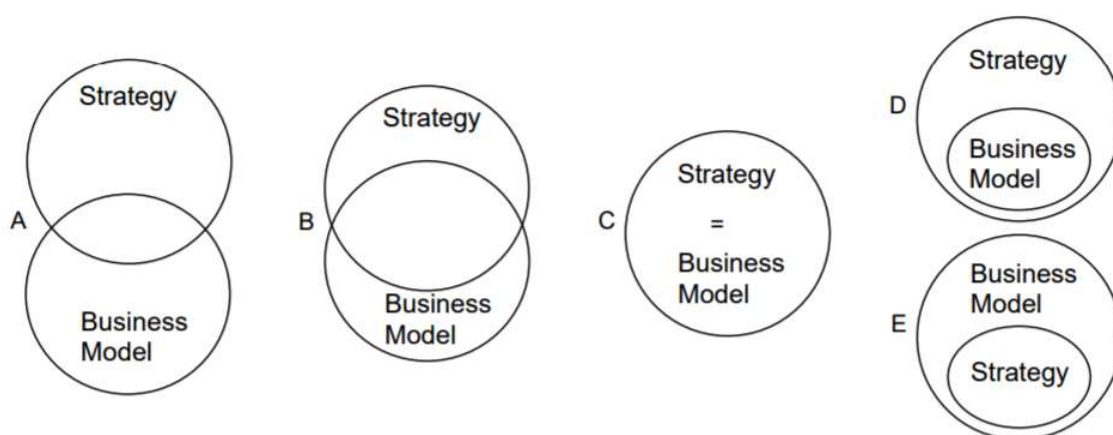 A
Strategy
Business
Model
B
Strategy
Business
Model
C
Strategy
=
Business
Model
D
Strategy
Business
Model
E
Business
Model
Strategy